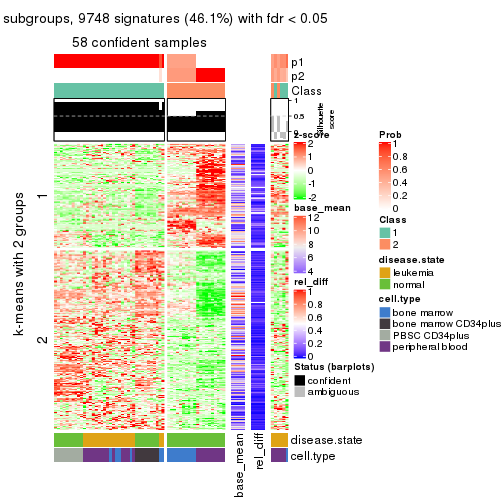 subgroups, 9748 signatures (46.1%) with fdr < 0.05
58 confident samples
p1
p2
Class
1
0.5
0
Silhouette
score
k-means with 2 groups
1
2
z-score
2
1
0
-1
-2
base_mean
12
10
8
6
4
rel_diff
1
0.8
0.6
0.4
0.2
0
Status (barplots)
confident
ambiguous
Prob
1
0.8
0.6
0.4
0.2
0
Class
1
2
disease.state
leukemia
normal
cell.type
bone marrow
bone marrow CD34plus
PBSC CD34plus
peripheral blood
disease.state
cell.type
base_mean
rel_diff